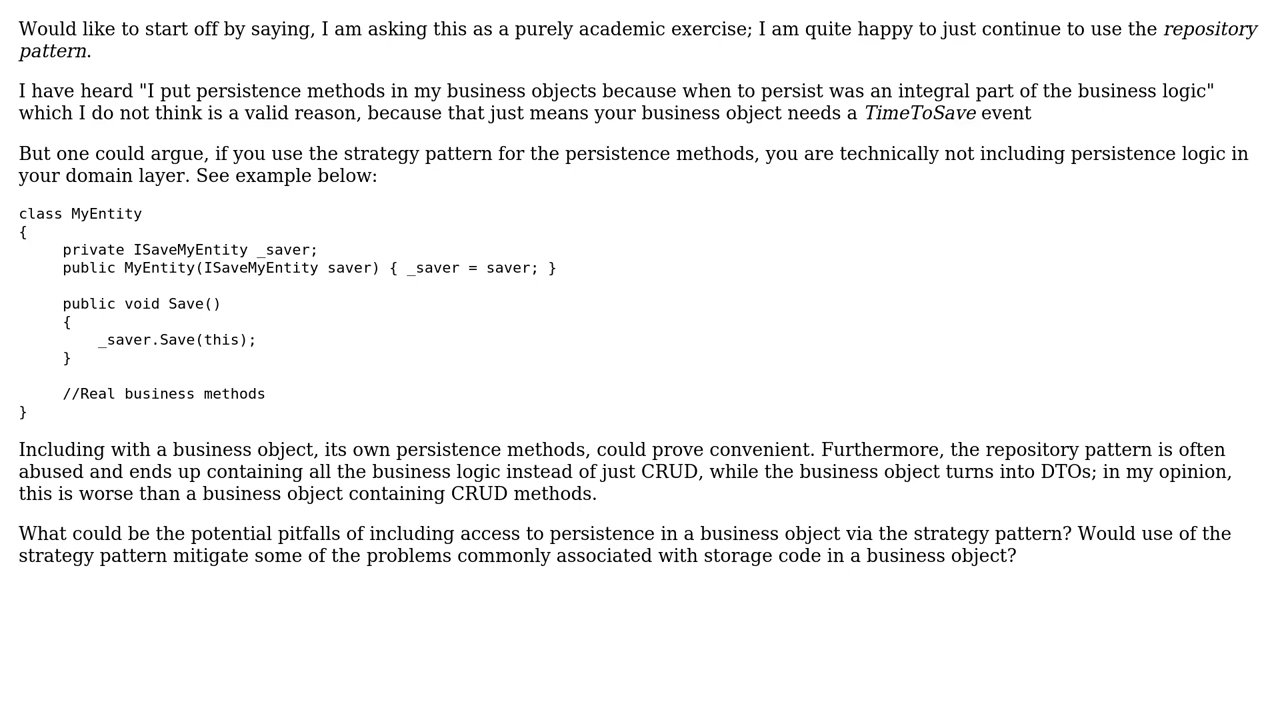 Would like to start off by saying, I am asking this as a purely academic exercise; I am quite happy to just continue to use the repository
pattern.
I have heard "I put persistence methods in my business objects because when to persist was an integral part of the business logic"
which I do not think is a valid reason, because that just means your business object needs a TimeToSave event
But one could argue, if you use the strategy pattern for the persistence methods, you are technically not including persistence logic in
your domain layer. See example below:
class MyEntity
{
     private ISaveMyEntity _saver;
     public MyEntity(ISaveMyEntity saver) { _saver = saver; }
     public void Save()
     {
         _saver.Save(this);
     }
     //Real business methods
}
Including with a business object, its own persistence methods, could prove convenient. Furthermore, the repository pattern is often
abused and ends up containing all the business logic instead of just CRUD, while the business object turns into DTOs; in my opinion,
this is worse than a business object containing CRUD methods.
What could be the potential pitfalls of including access to persistence in a business object via the strategy pattern? Would use of the
strategy pattern mitigate some of the problems commonly associated with storage code in a business object?